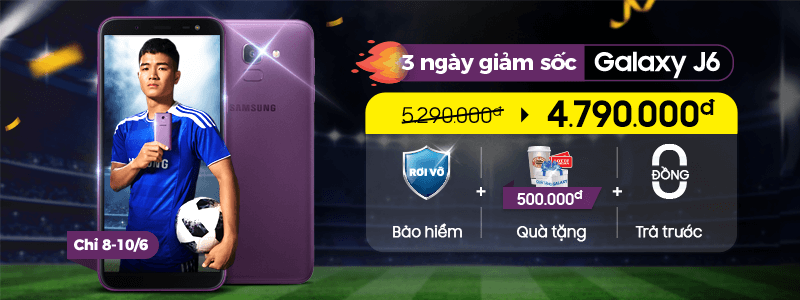 3 ngày giảm sốc Galaxy J6
5.290.000đ 4.790.000đ
RƠI VỠ
+
500.000đ
+
0
ĐỒNG
Bảo hiểm
Quà tặng
Trả trước
SAMSUNG
Chỉ 8-10/6